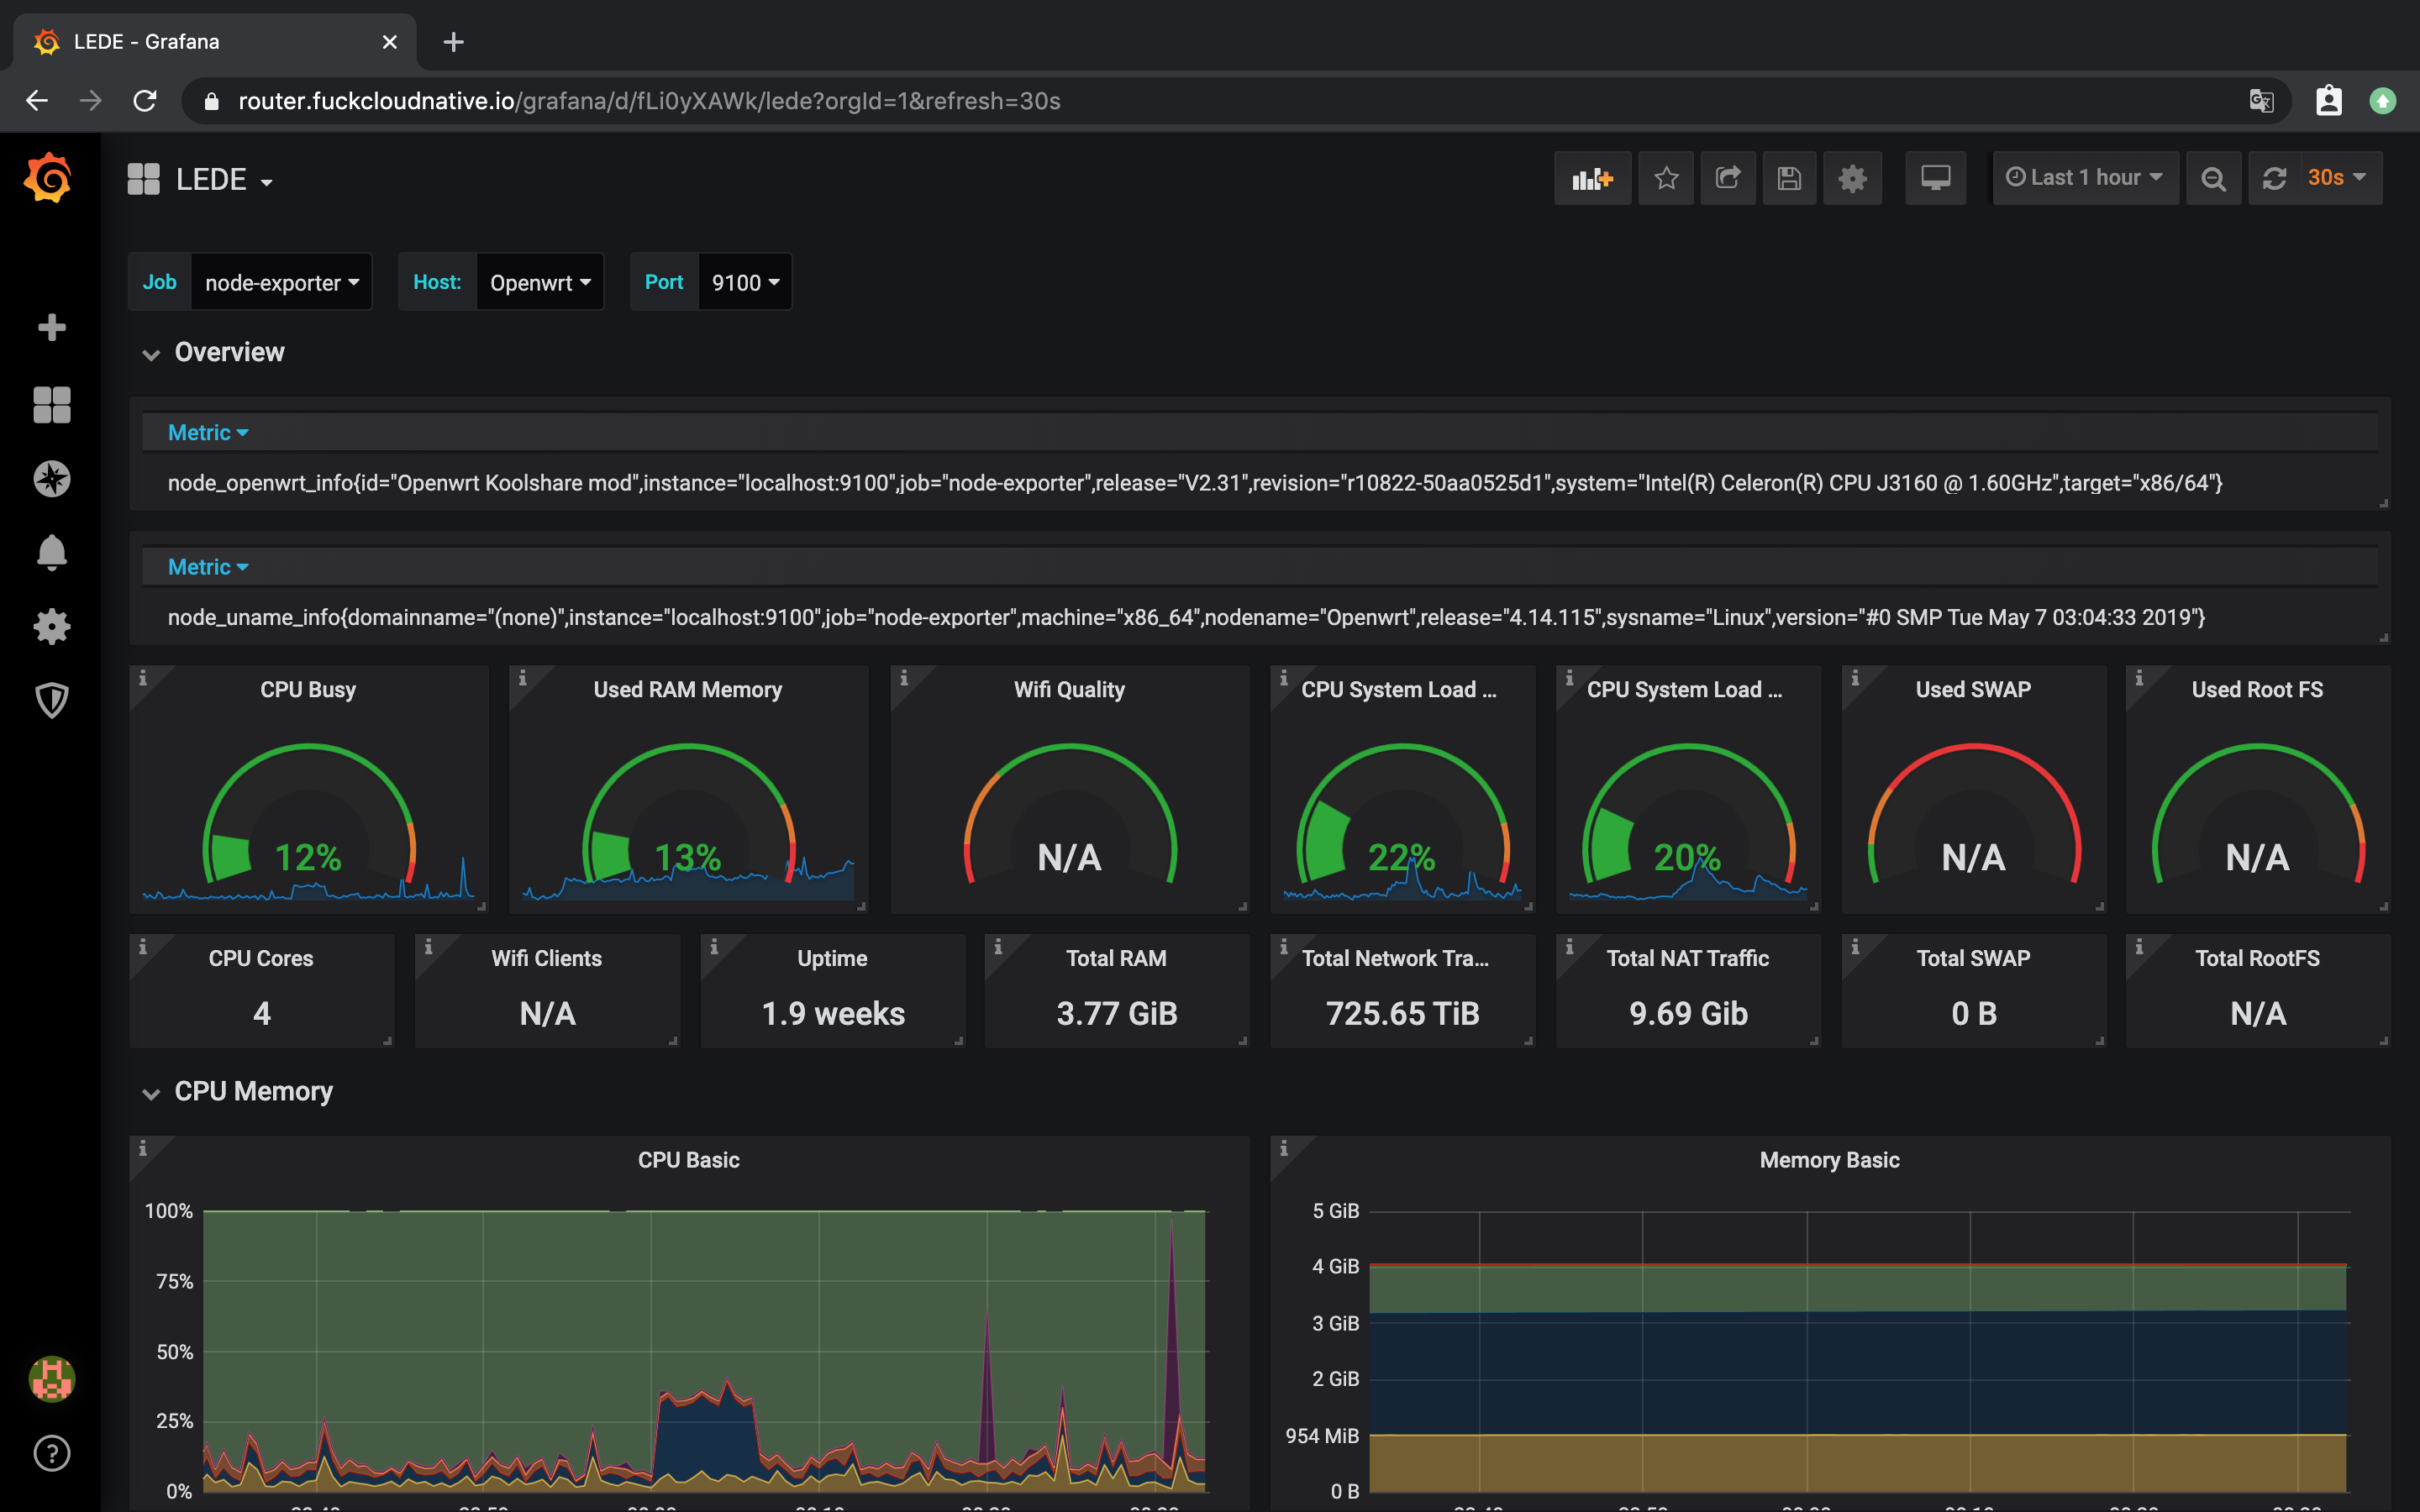 LEDE - Grafana
router.fuckcloudnative.io/grafana/d/fLi0yXAWk/lede?orgId=1&refresh=30s
LEDE
Last 1 hour
30s
Job node-exporter
Host: Openwrt
Port 9100
Overview
Metric
node_openwrt_info{id="Openwrt Koolshare mod",instance="localhost:9100",job="node-exporter",release="V2.31",revision="r10822-50aa0525d1",system="Intel(R) Celeron(R) CPU J3160 @ 1.60GHz",target="x86/64"}
Metric
node_uname_info{domainname="(none)",instance="localhost:9100",job="node-exporter",machine="x86_64",nodename="Openwrt",release="4.14.115",sysname="Linux",version="#0 SMP Tue May 7 03:04:33 2019"}
CPU Busy
12%
Used RAM Memory
13%
Wifi Quality
N/A
CPU System Load ...
22%
CPU System Load ...
20%
Used SWAP
N/A
Used Root FS
N/A
CPU Cores
4
Wifi Clients
N/A
Uptime
1.9 weeks
Total RAM
3.77 GiB
Total Network Tra...
725.65 TiB
Total NAT Traffic
9.69 Gib
Total SWAP
0 B
Total RootFS
N/A
CPU Memory
CPU Basic
100%
75%
50%
25%
0%
Memory Basic
5 GiB
4 GiB
3 GiB
2 GiB
954 MiB
0 B